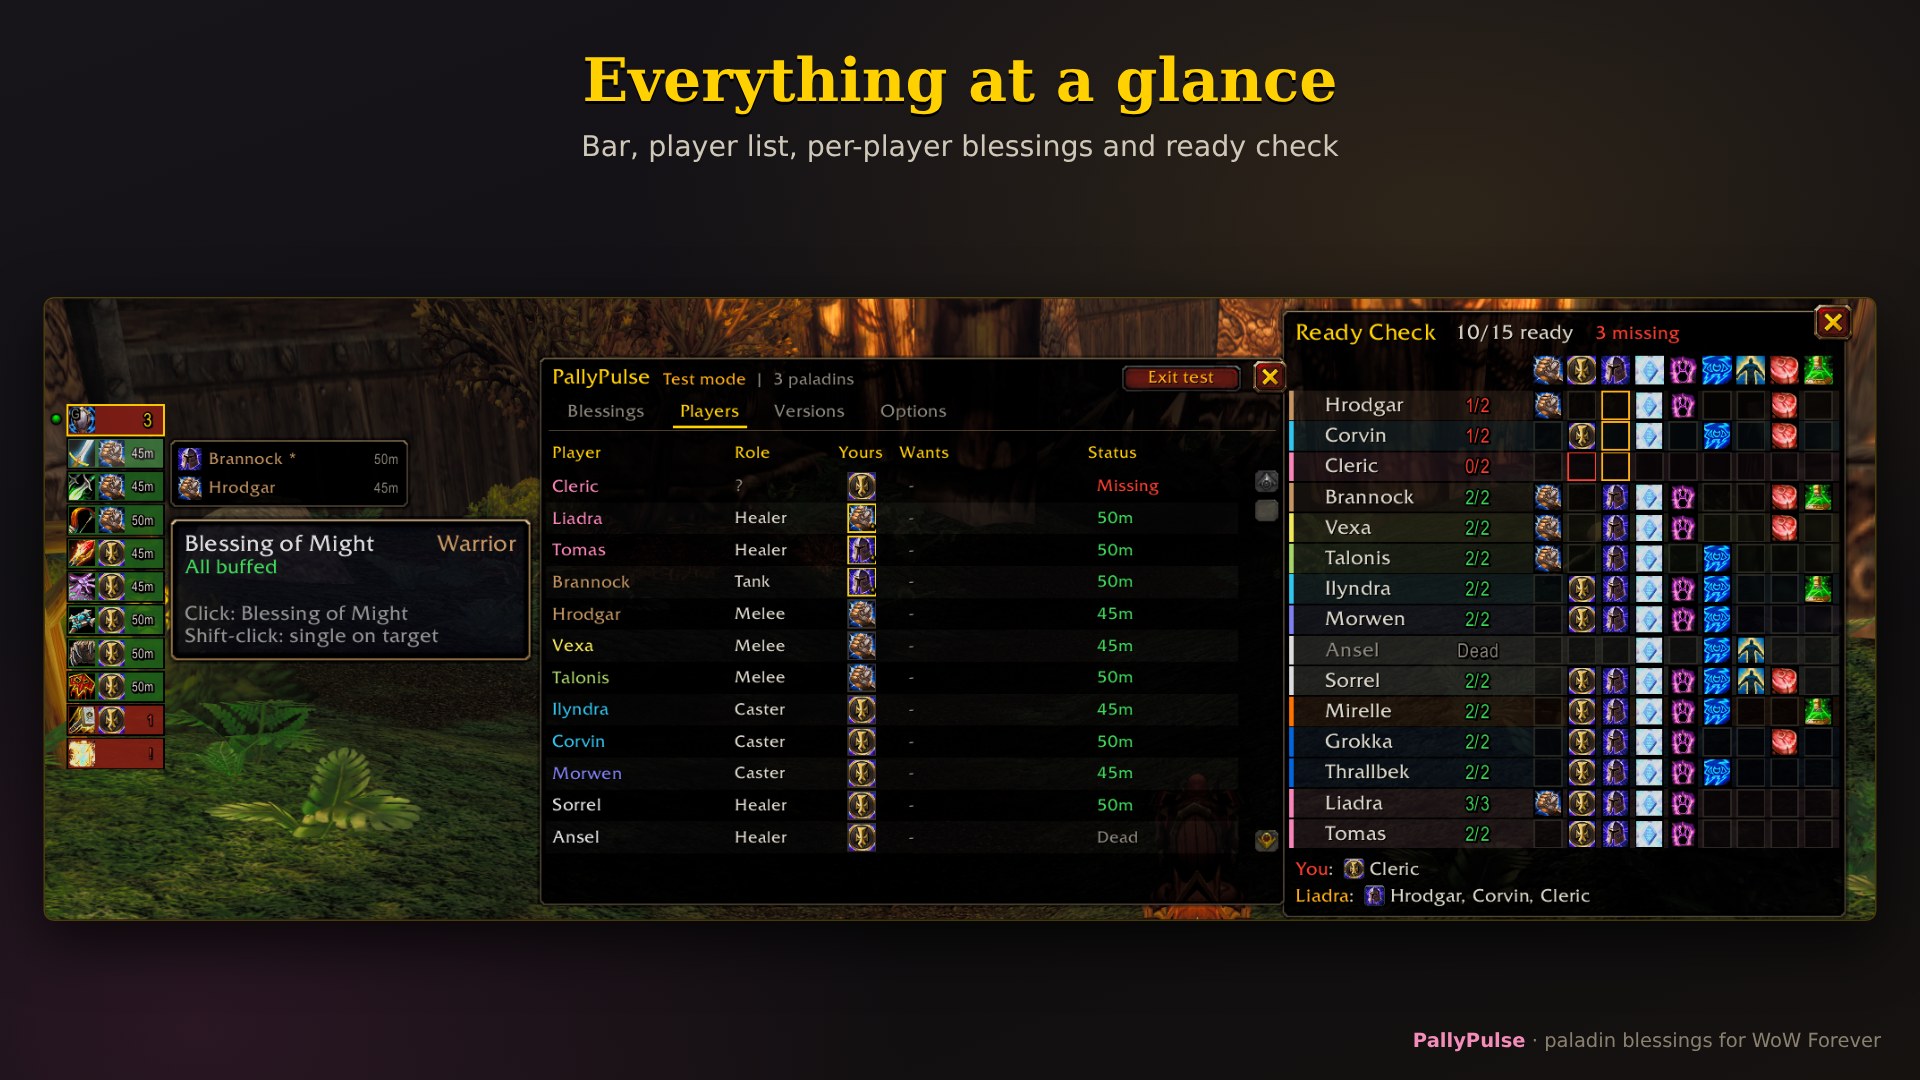 Everything at a glance
Bar, player list, per-player blessings and ready check
3
45m
45m
50m
45m
45m
50m
50m
50m
1
1
Brannock * 50m
Hrodgar 45m
Blessing of Might Warrior
All buffed
Click: Blessing of Might
Shift-click: single on target
PallyPulse Test mode | 3 paladins Exit test
Blessings Players Versions Options
Player Role Yours Wants Status
Cleric ? - Missing
Liadra Healer - 50m
Tomas Healer - 50m
Brannock Tank - 50m
Hrodgar Melee - 45m
Vexa Melee - 45m
Talonis Melee - 50m
Ilyndra Caster - 45m
Corvin Caster - 50m
Morwen Caster - 45m
Sorrel Healer - 50m
Ansel Healer - Dead
Ready Check 10/15 ready 3 missing
Hrodgar 1/2
Corvin 1/2
Cleric 0/2
Brannock 2/2
Vexa 2/2
Talonis 2/2
Ilyndra 2/2
Morwen 2/2
Ansel Dead
Sorrel 2/2
Mirelle 2/2
Grokka 2/2
Thrallbek 2/2
Liadra 3/3
Tomas 2/2
You: Cleric
Liadra: Hrodgar, Corvin, Cleric
PallyPulse · paladin blessings for WoW Forever